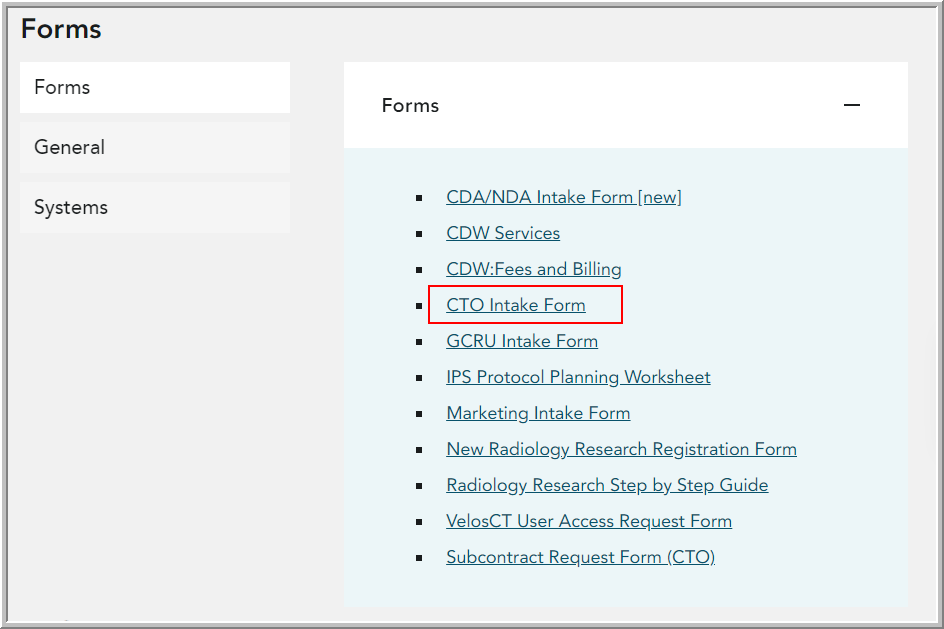 Forms
Forms
General
Systems
Forms
CDA/NDA Intake Form [new]
CDW Services
CDW:Fees and Billing
CTO Intake Form
GCRU Intake Form
IPS Protocol Planning Worksheet
Marketing Intake Form
New Radiology Research Registration Form
Radiology Research Step by Step Guide
VelosCT User Access Request Form
Subcontract Request Form (CTO)